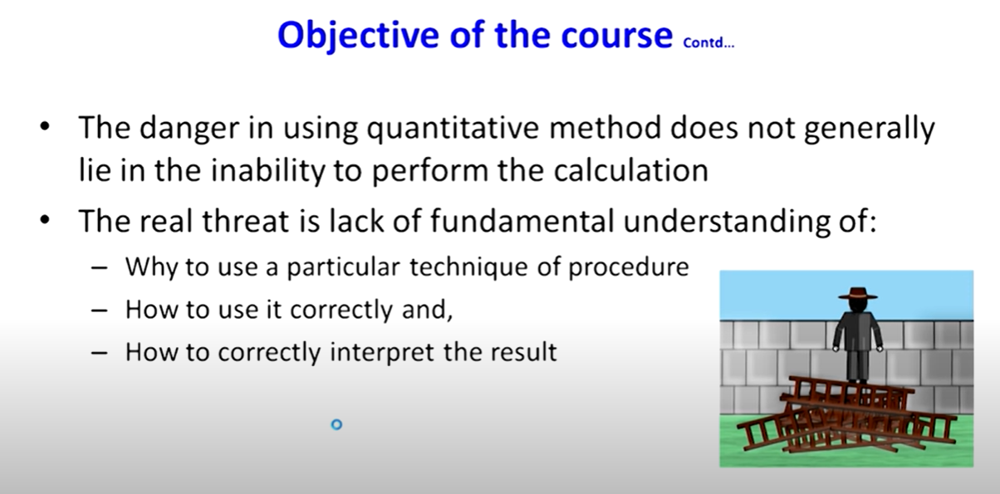 Objective of the course Contd...
• The danger in using quantitative method does not generally
lie in the inability to perform the calculation
• The real threat is lack of fundamental understanding of:
– Why to use a particular technique of procedure
– How to use it correctly and,
– How to correctly interpret the result